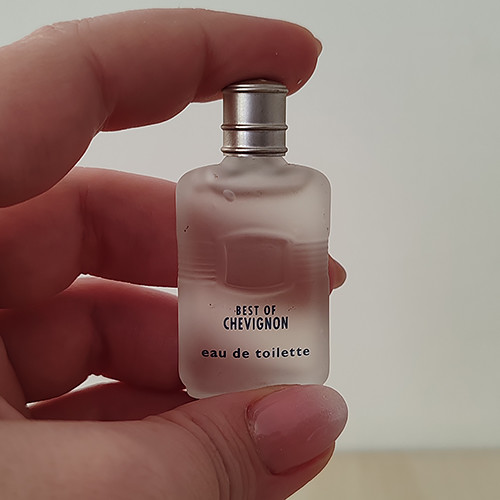 BEST OF
CHEVIGNON
eau de toilette